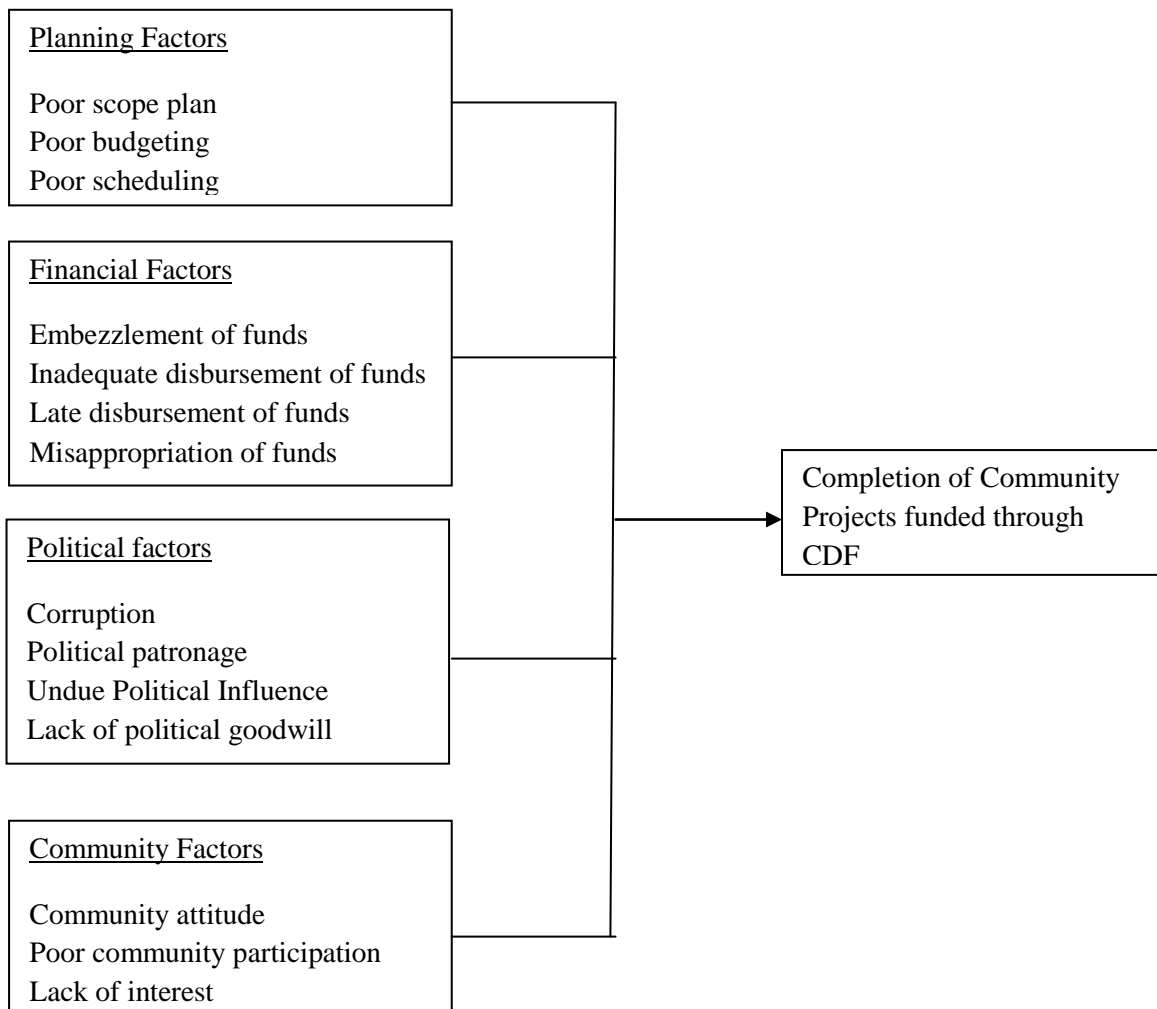 Planning Factors
Poor scope plan
Poor budgeting
Poor scheduling
Financial Factors
Embezzlement of funds
Inadequate disbursement of funds
Late disbursement of funds
Misappropriation of funds
Political factors
Corruption
Political patronage
Undue Political Influence
Lack of political goodwill
Community Factors
Community attitude
Poor community participation
Lack of interest
Completion of Community
Projects funded through
CDF